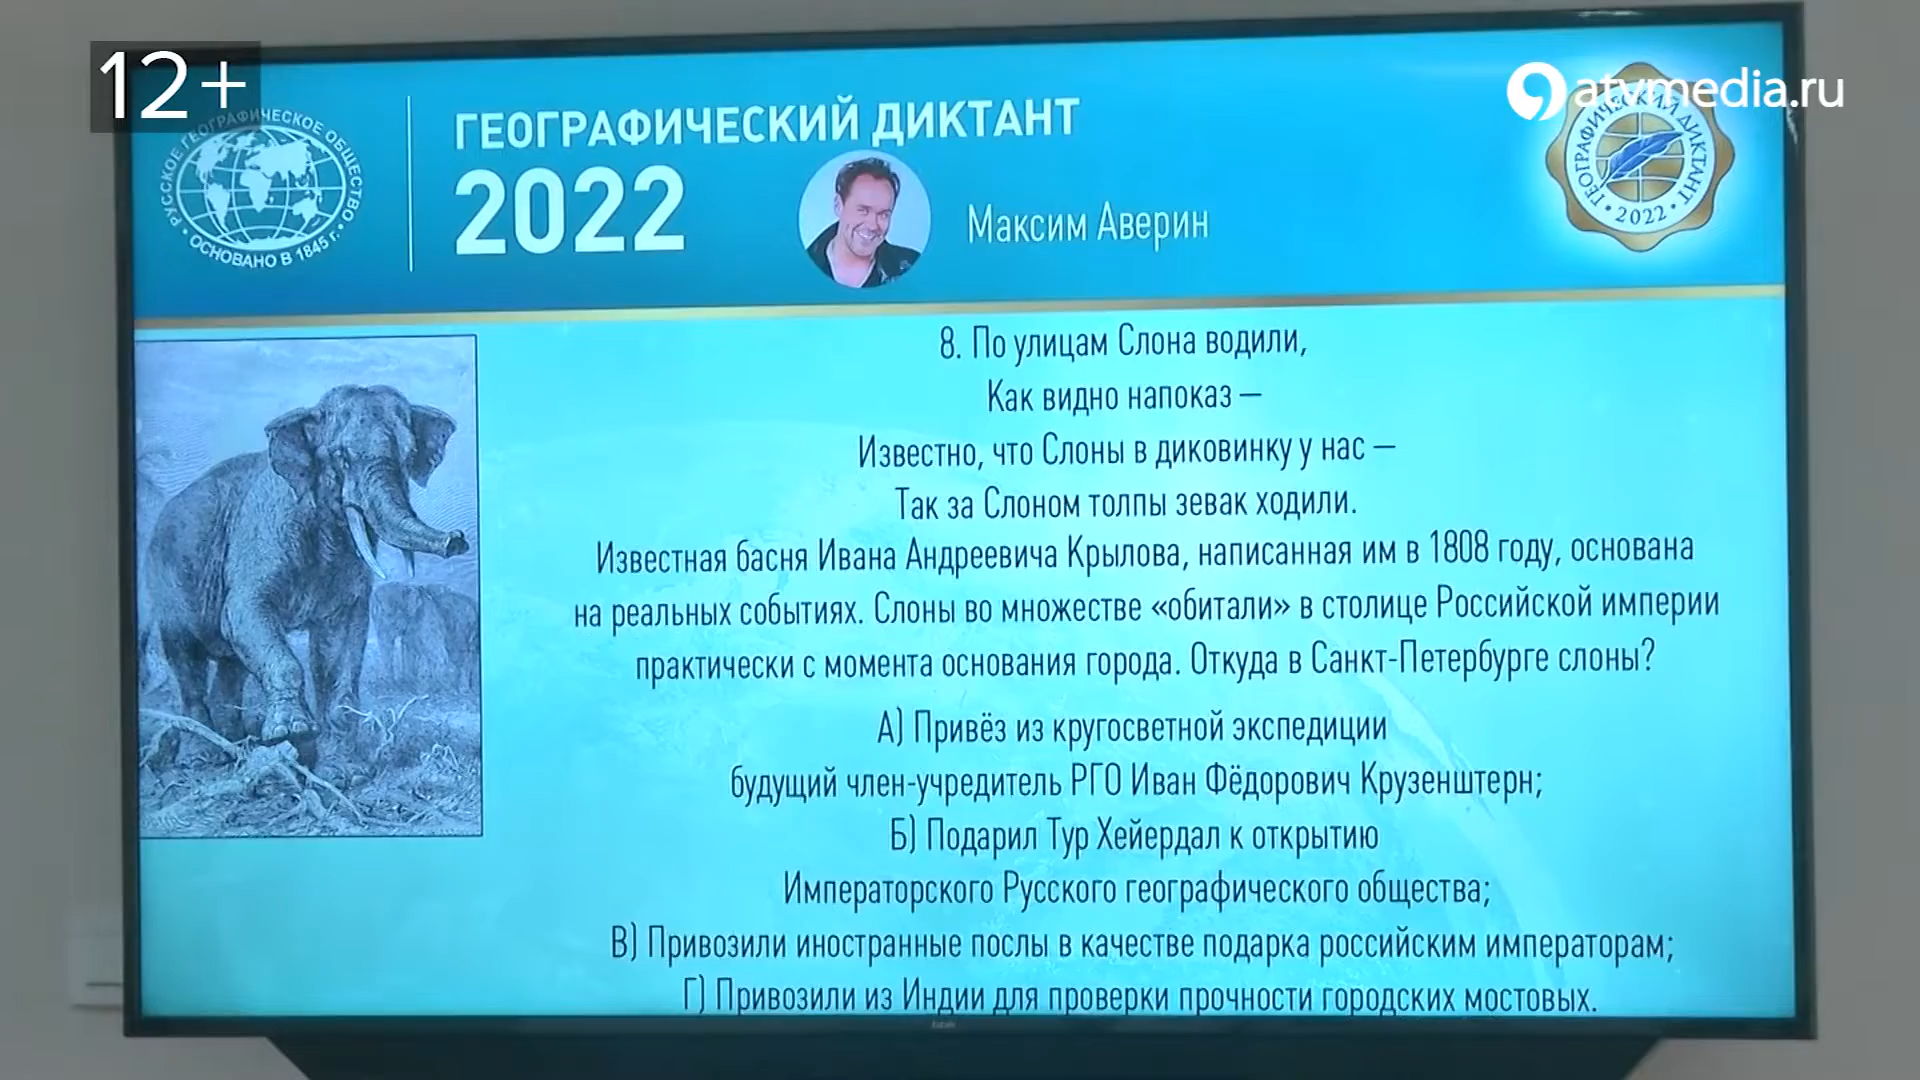 12+
atvmedia.ru
РУССКОЕ ГЕОГРАФИЧЕСКОЕ ОБЩЕСТВО
ОСНОВАНО В 1845 г.
ГЕОГРАФИЧЕСКИЙ ДИКТАНТ
2022
Максим Аверин
ГЕОГРАФИЧЕСКИЙ ДИКТАНТ
2022
8. По улицам Слона водили,
Как видно напоказ –
Известно, что Слоны в диковинку у нас –
Так за Слоном толпы зевак ходили.
Известная басня Ивана Андреевича Крылова, написанная им в 1808 году, основана
на реальных событиях. Слоны во множестве «обитали» в столице Российской империи
практически с момента основания города. Откуда в Санкт-Петербурге слоны?
А) Привёз из кругосветной экспедиции
будущий член-учредитель РГО Иван Фёдорович Крузенштерн;
Б) Подарил Тур Хейердал к открытию
Императорского Русского географического общества;
В) Привозили иностранные послы в качестве подарка российским императорам;
Г) Привозили из Индии для проверки прочности городских мостовых.